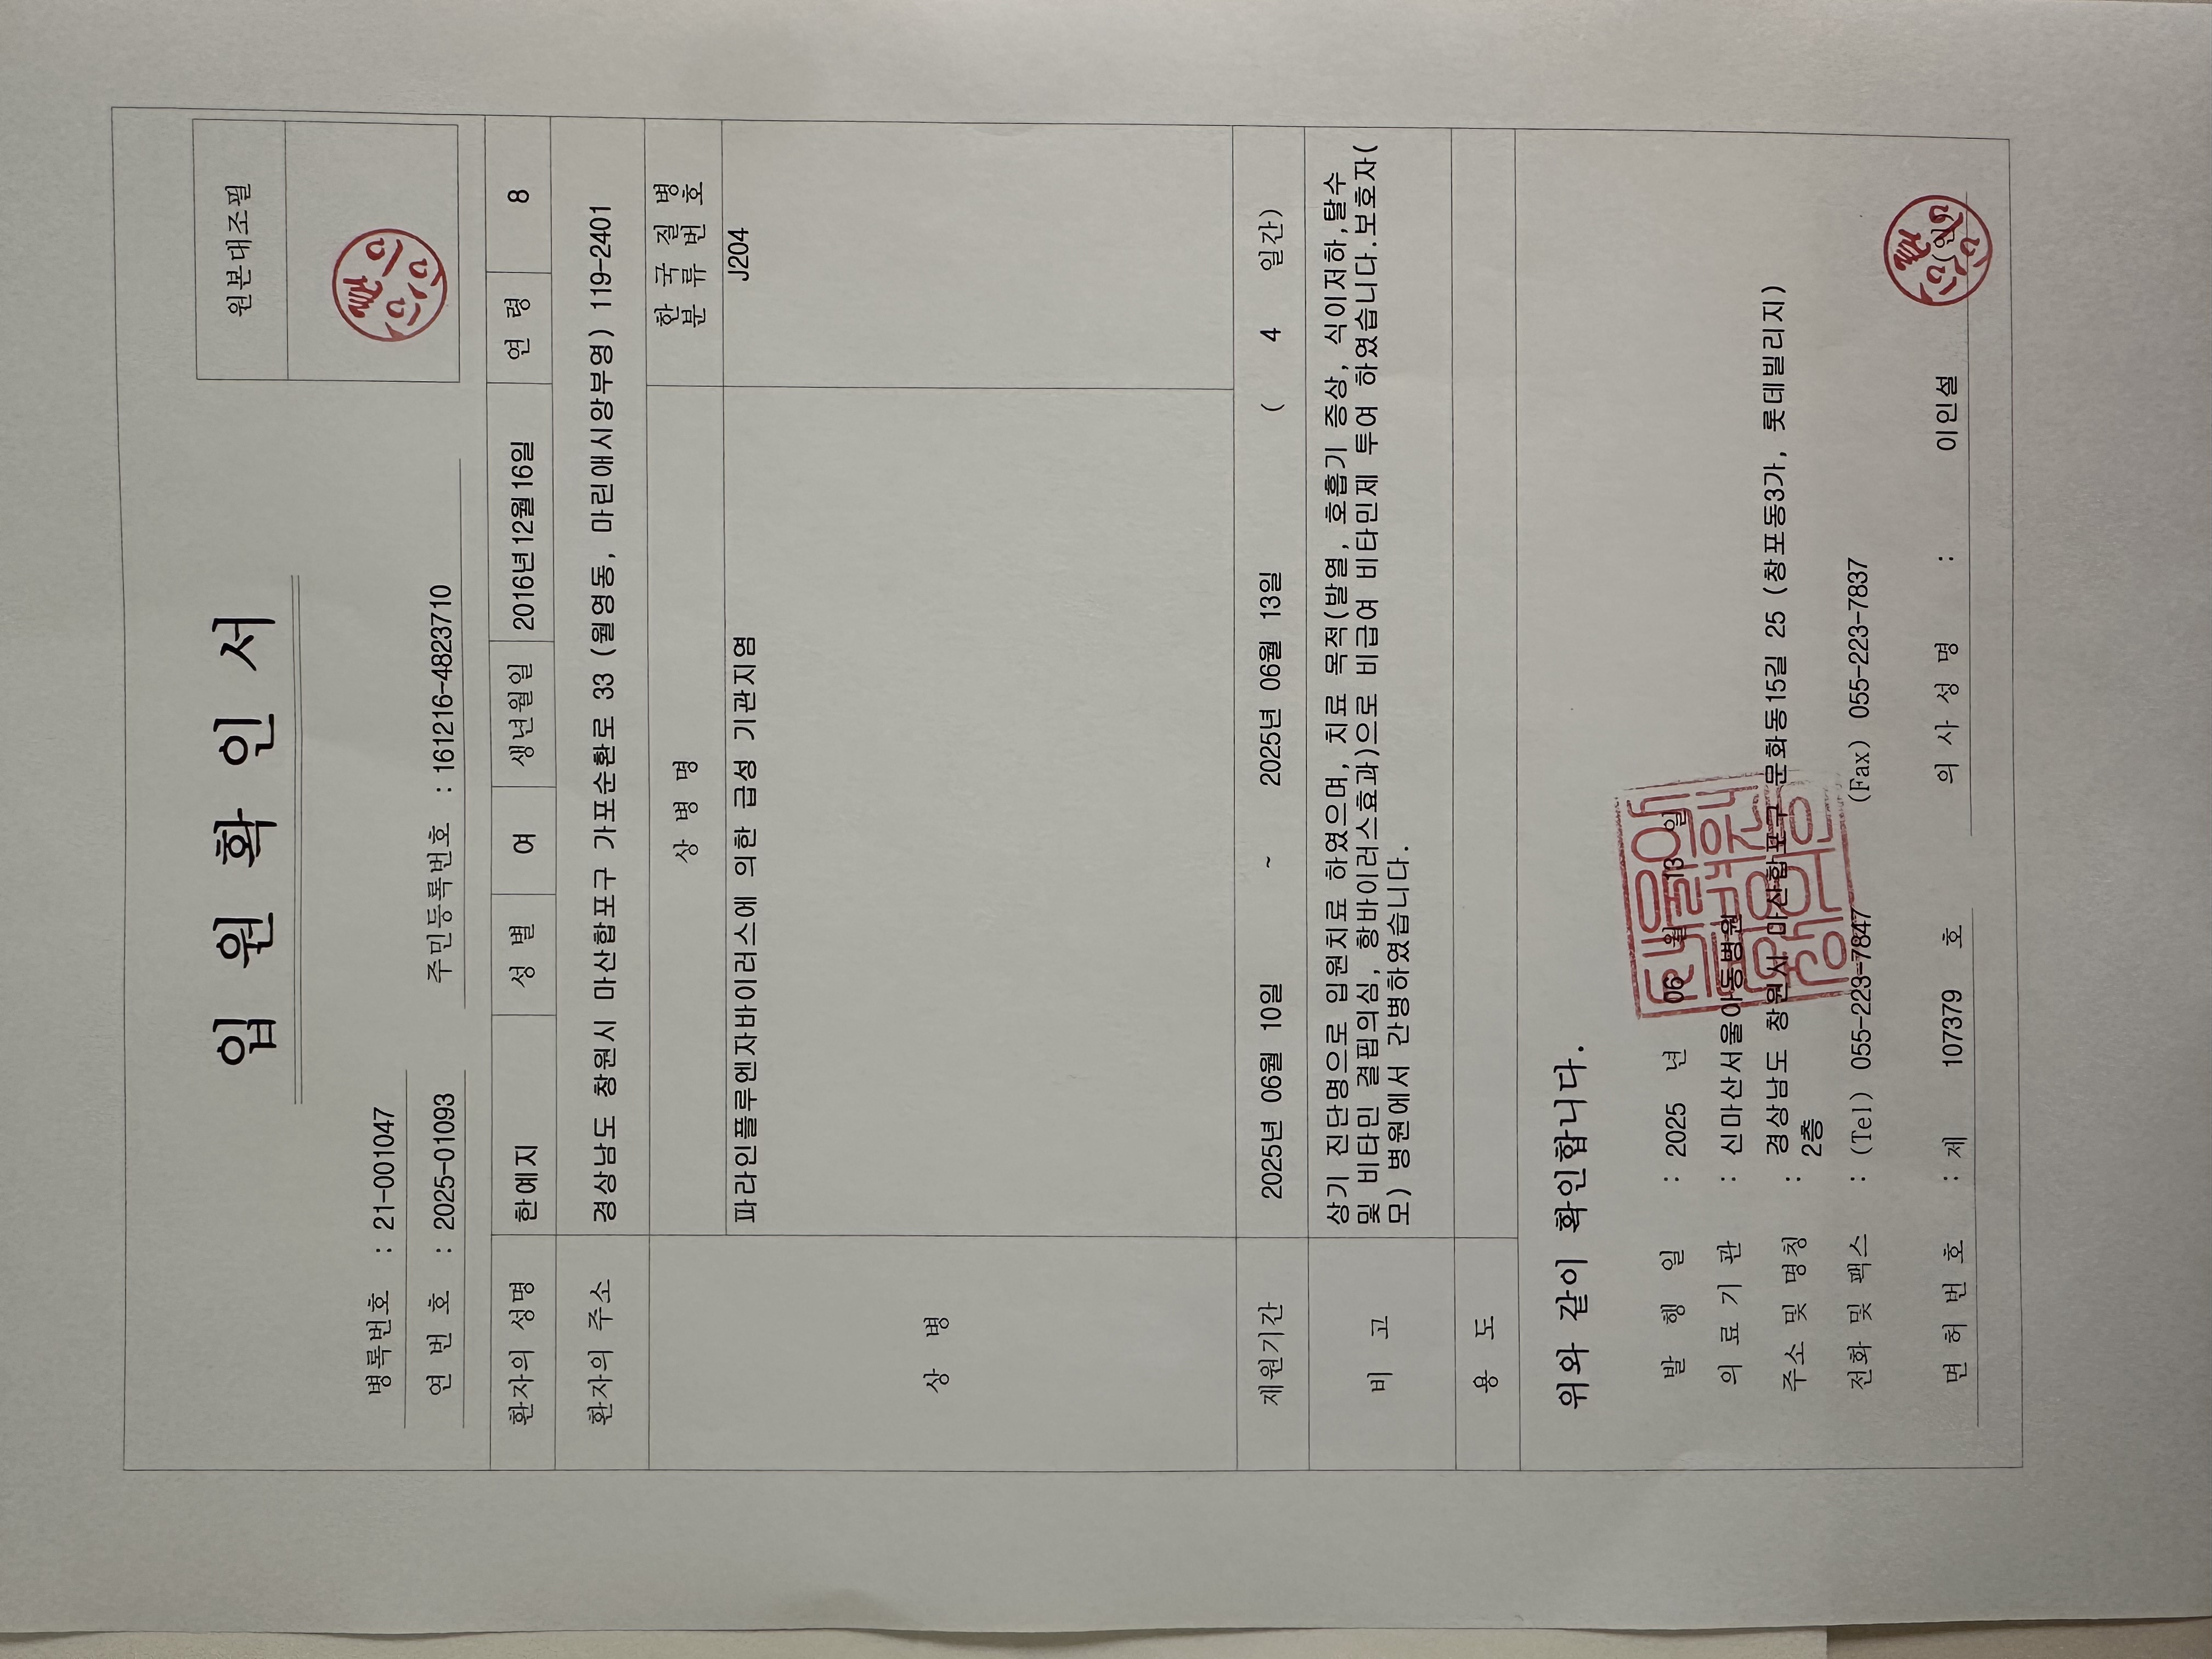 입 원 확 인 서
원본대조필
병록번호 : 21-001047
연 번 호 : 2025-01093
주민등록번호 : 161216-4823710
환자의 성명 한예지 성 별 여 생년월일 2016년12월16일 연 령 8
환자의 주소 경상남도 창원시 마산합포구 가포순환로 33 (월영동, 마린애시앙부영) 119-2401
상 병
상 병 명
한 국 질 병
분 류 번 호
파라인플루엔자바이러스에 의한 급성 기관지염 J204
재원기간 2025년 06월 10일 ~ 2025년 06월 13일 ( 4 일간)
비 고
상기 진단명으로 입원치료 하였으며, 치료 목적(발열, 호흡기 증상, 식이저하,탈수
및 비타민 결핍의심, 항바이러스효과)으로 비급여 비타민제 투여 하였습니다.보호자(
모) 병원에서 간병하였습니다.
용 도
위와 같이 확인합니다.
발 행 일 : 2025 년 06 월 13 일
의 료 기 관 : 신마산서울아동병원
주소 및 명칭 : 경상남도 창원시 마산합포구 문화동15길 25 (창포동3가, 롯데빌리지)
2층
전화 및 팩스 : (Tel) 055-223-7847 (Fax) 055-223-7837
면 허 번 호 : 제 107379 호 의 사 성 명 : 이인설 (인)